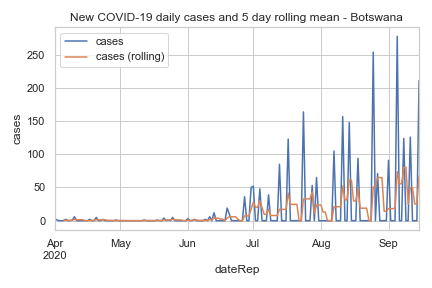 New COVID-19 daily cases and 5 day rolling mean - Botswana
cases
cases (rolling)
cases
250
200
150
100
50
0
Apr May Jun Jul Aug Sep
2020
dateRep